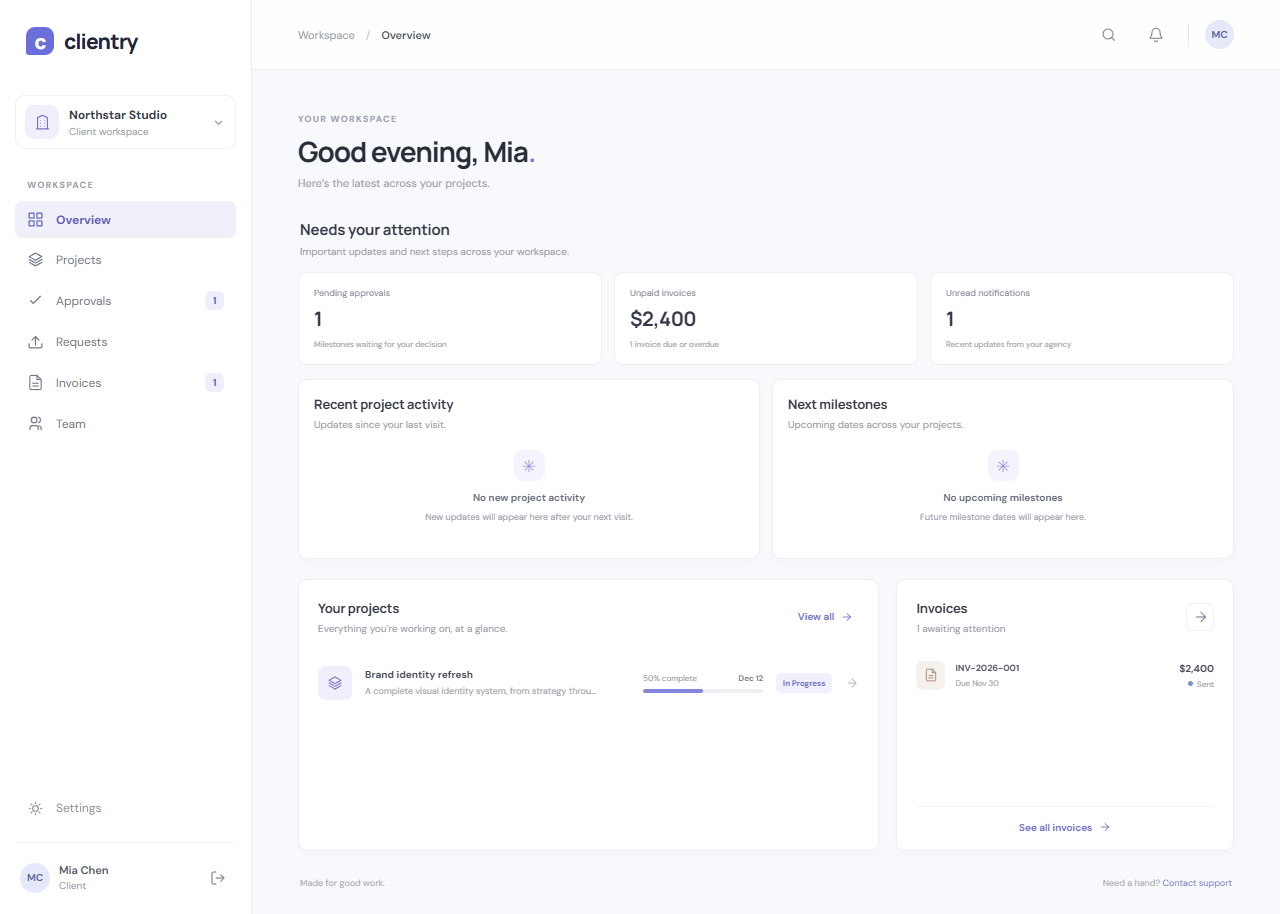 c clientry
Northstar Studio
Client workspace
WORKSPACE
Overview
Projects
Approvals 1
Requests
Invoices 1
Team
Settings
MC Mia Chen
Client
Workspace / Overview
MC
YOUR WORKSPACE
Good evening, Mia.
Here's the latest across your projects.
Needs your attention
Important updates and next steps across your workspace.
Pending approvals
1
Milestones waiting for your decision
Unpaid invoices
$2,400
1 invoice due or overdue
Unread notifications
1
Recent updates from your agency
Recent project activity
Updates since your last visit.
No new project activity
New updates will appear here after your next visit.
Next milestones
Upcoming dates across your projects.
No upcoming milestones
Future milestone dates will appear here.
Your projects
Everything you're working on, at a glance.
View all
Brand identity refresh
A complete visual identity system, from strategy throu...
50% complete Dec 12
In Progress
Invoices
1 awaiting attention
INV-2026-001 $2,400
Due Nov 30 Sent
See all invoices
Made for good work.
Need a hand? Contact support